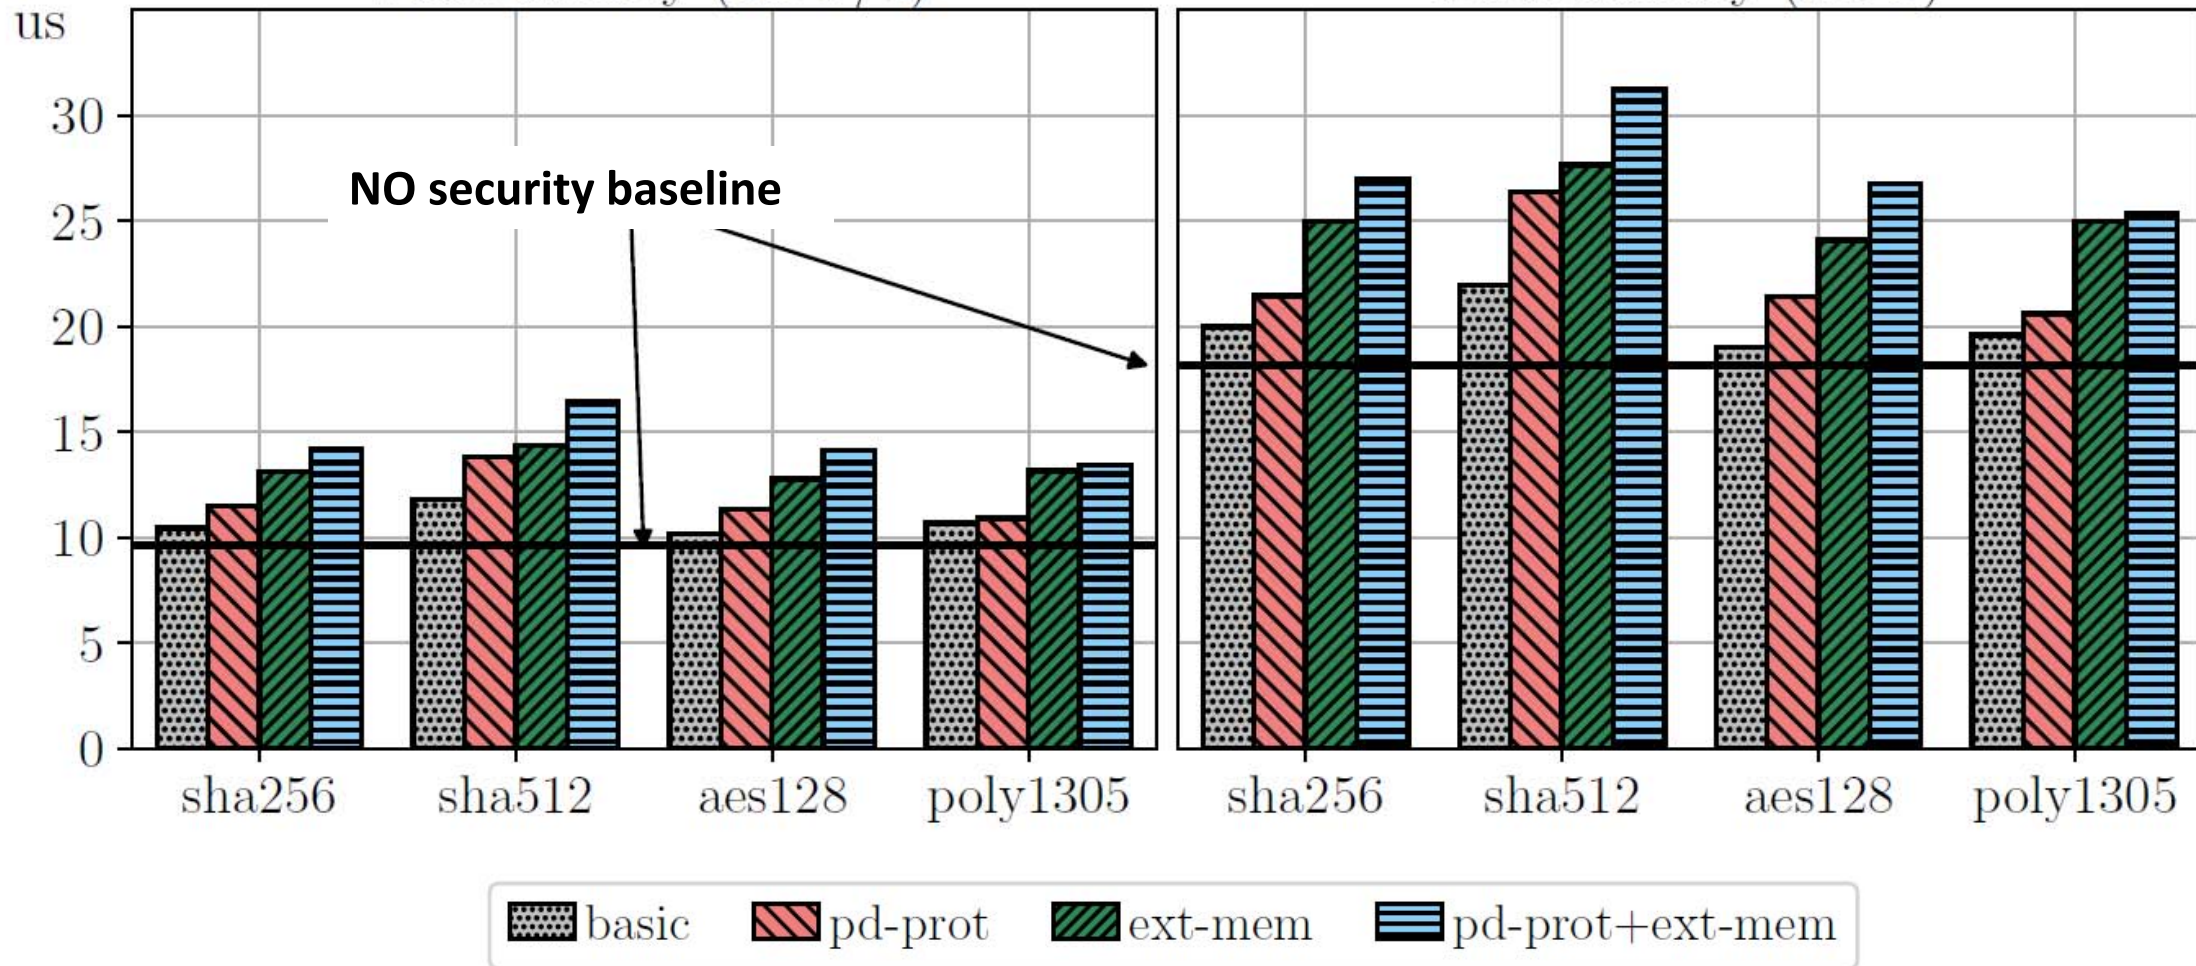 us
30
25
20
15
10
5
0
NO security baseline
sha256 sha512 aes128 poly1305 sha256 sha512 aes128 poly1305
basic pd-prot ext-mem pd-prot+ext-mem